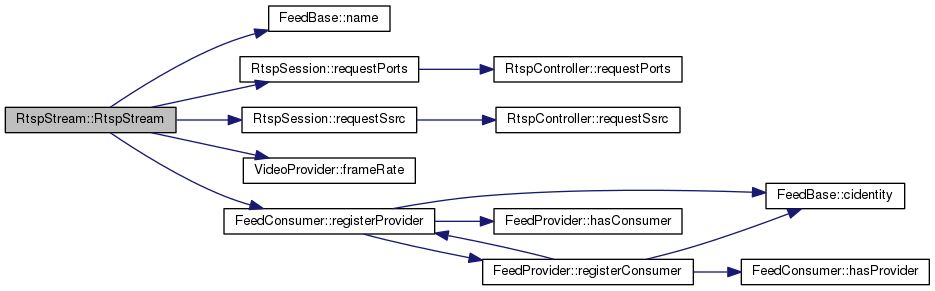 FeedBase::name
RtspSession::requestPorts
RtspController::requestPorts
RtspStream::RtspStream
RtspSession::requestSsrc
RtspController::requestSsrc
VideoProvider::frameRate
FeedBase::cidentity
FeedConsumer::registerProvider
FeedProvider::hasConsumer
FeedProvider::registerConsumer
FeedConsumer::hasProvider